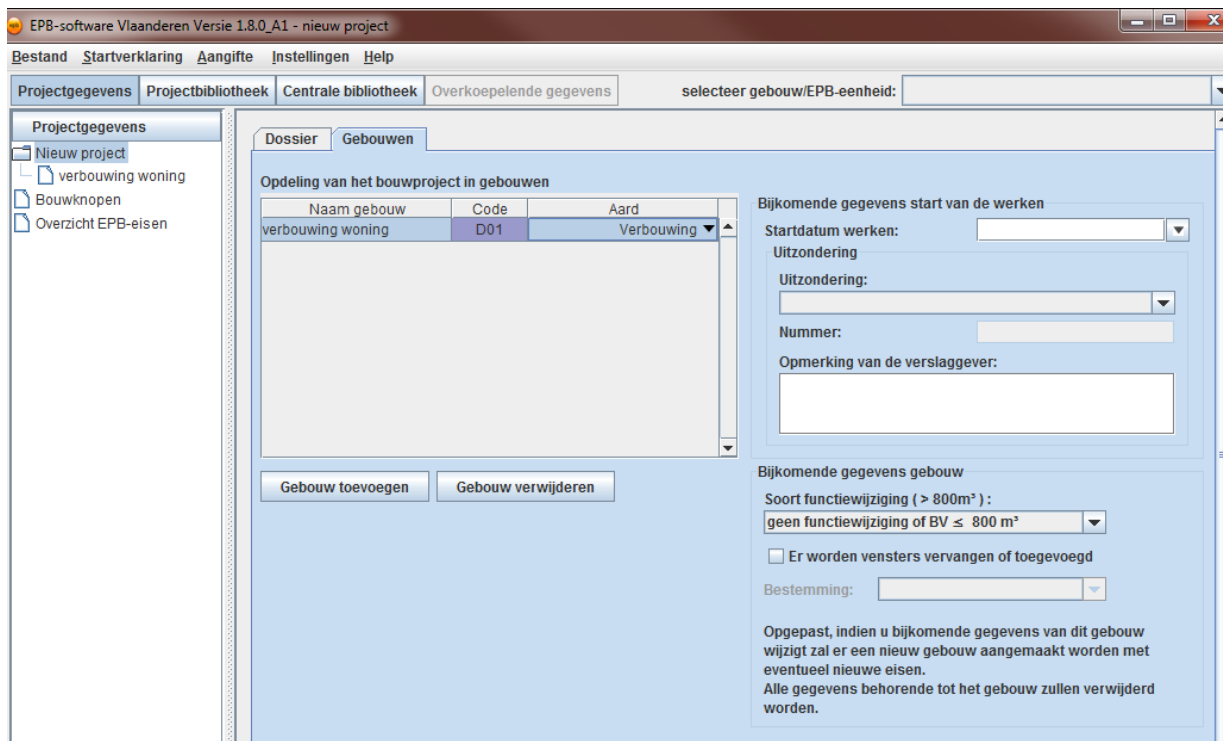 EPB-software Vlaanderen Versie 1.8.0_A1 - nieuw project
Bestand Startverklaring Aangifte Instellingen Help
Projectgegevens Projectbibliotheek Centrale bibliotheek Overkoepelende gegevens selecteer gebouw/EPB-eenheid:
Projectgegevens
Nieuw project
verbouwing woning
Bouwknopen
Overzicht EPB-eisen
Dossier Gebouwen
Opdeling van het bouwproject in gebouwen
Naam gebouw Code Aard
verbouwing woning D01 Verbouwing
Gebouw toevoegen Gebouw verwijderen
Bijkomende gegevens start van de werken
Startdatum werken:
Uitzondering
Uitzondering:
Nummer:
Opmerking van de verslaggever:
Bijkomende gegevens gebouw
Soort functiewijziging ( > 800m³ ) :
geen functiewijziging of BV ≤ 800 m³
Er worden vensters vervangen of toegevoegd
Bestemming:
Opgepast, indien u bijkomende gegevens van dit gebouw
wijzigt zal er een nieuw gebouw aangemaakt worden met
eventueel nieuwe eisen.
Alle gegevens behorende tot het gebouw zullen verwijderd
worden.